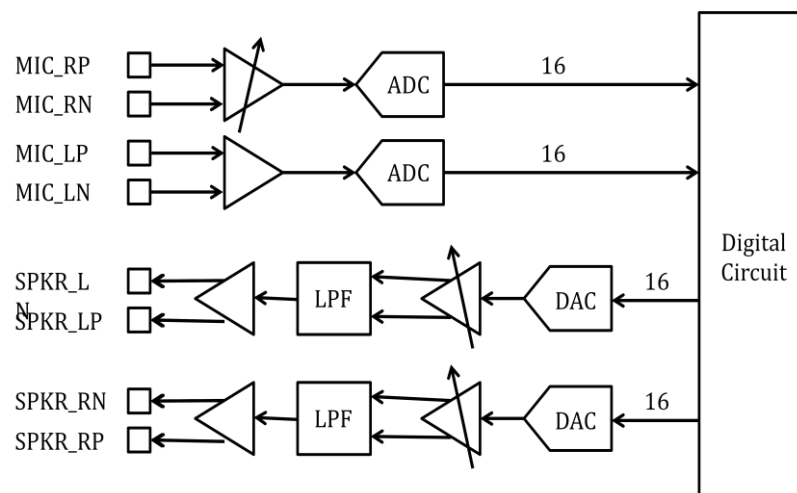 MIC_RP
MIC_RN
ADC
16
MIC_LP
MIC_LN
ADC
16
Digital
Circuit
SPKR_L
N
SPKR_LP
LPF
DAC
16
SPKR_RN
SPKR_RP
LPF
DAC
16